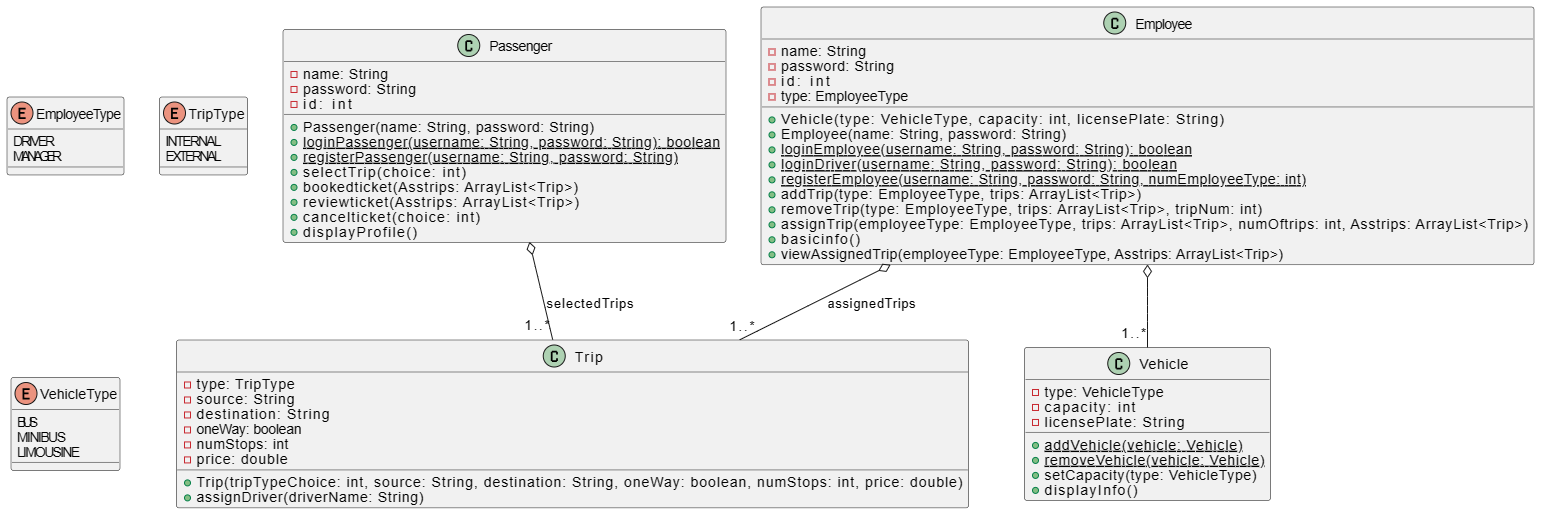 E EmployeeType
DRIVER
MANAGER
E TripType
INTERNAL
EXTERNAL
C Passenger
name: String
password: String
id: int
Passenger(name: String, password: String)
loginPassenger(username: String, password: String): boolean
registerPassenger(username: String, password: String)
selectTrip(choice: int)
bookedticket(Asstrips: ArrayList<Trip>)
reviewticket(Asstrips: ArrayList<Trip>)
cancelticket(choice: int)
displayProfile()
C Employee
name: String
password: String
id: int
type: EmployeeType
Vehicle(type: VehicleType, capacity: int, licensePlate: String)
Employee(name: String, password: String)
loginEmployee(username: String, password: String): boolean
loginDriver(username: String, password: String): boolean
registerEmployee(username: String, password: String, numEmployeeType: int)
addTrip(type: EmployeeType, trips: ArrayList<Trip>)
removeTrip(type: EmployeeType, trips: ArrayList<Trip>, tripNum: int)
assignTrip(employeeType: EmployeeType, trips: ArrayList<Trip>, numOftrips: int, Asstrips: ArrayList<Trip>)
basicinfo()
viewAssignedTrip(employeeType: EmployeeType, Asstrips: ArrayList<Trip>)
selectedTrips
1..*
assignedTrips
1..*
1..*
E VehicleType
BUS
MINIBUS
LIMOUSINE
C Trip
type: TripType
source: String
destination: String
oneWay: boolean
numStops: int
price: double
Trip(tripTypeChoice: int, source: String, destination: String, oneWay: boolean, numStops: int, price: double)
assignDriver(driverName: String)
C Vehicle
type: VehicleType
capacity: int
licensePlate: String
addVehicle(vehicle: Vehicle)
removeVehicle(vehicle: Vehicle)
setCapacity(type: VehicleType)
displayInfo()